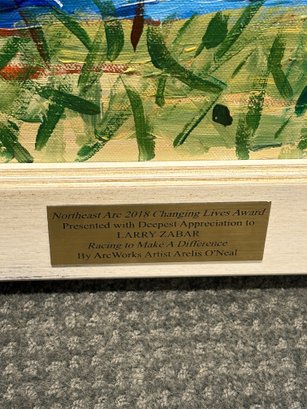 Northeast Arc 2018 Changing Lives Award
Presented with Deepest Appreciation to
LARRY ZABAR
Racing to Make A Difference
By ArcWorks Artist Arelis O'Neal